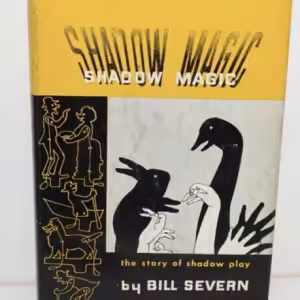 SHADOW MAGIC
SHADOW MAGIC
the story of shadow play
by BILL SEVERN